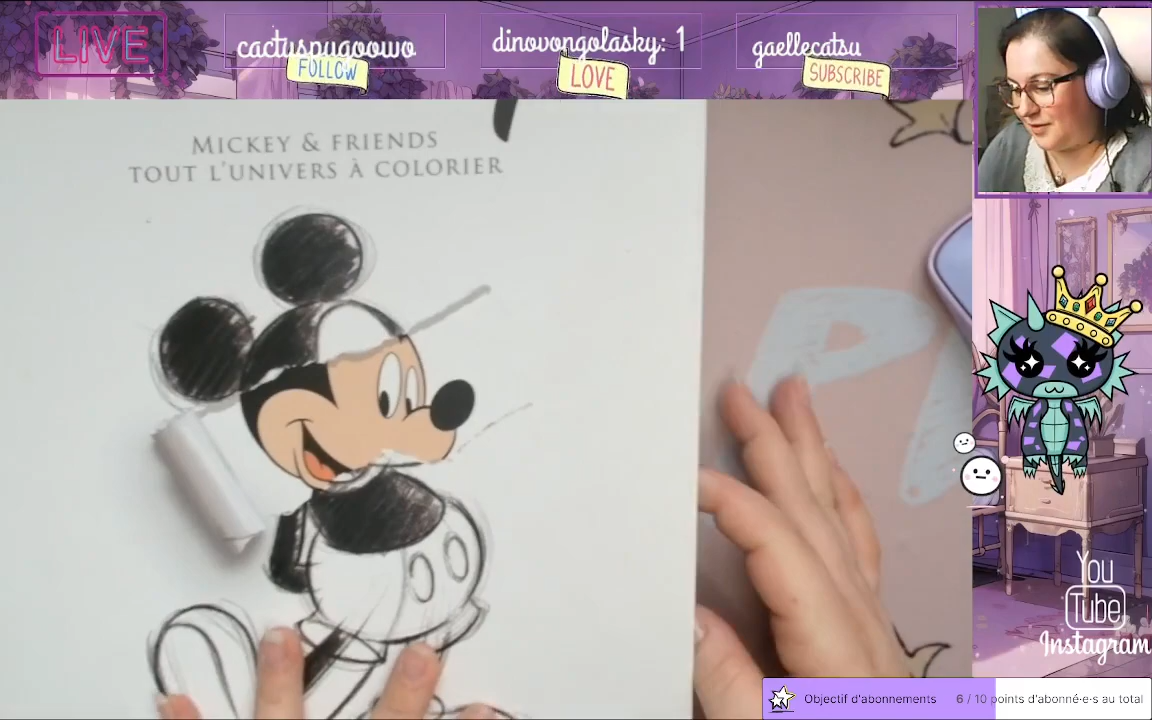 LIVE
cactuspugoowo
FOLLOW
dinovongolasky: 1
LOVE
gaellecatsu
SUBSCRIBE
MICKEY & FRIENDS
TOUT L'UNIVERS À COLORIER
You
Tube
Instagram
Objectif d'abonnements 6 / 10 points d'abonné·e·s au total